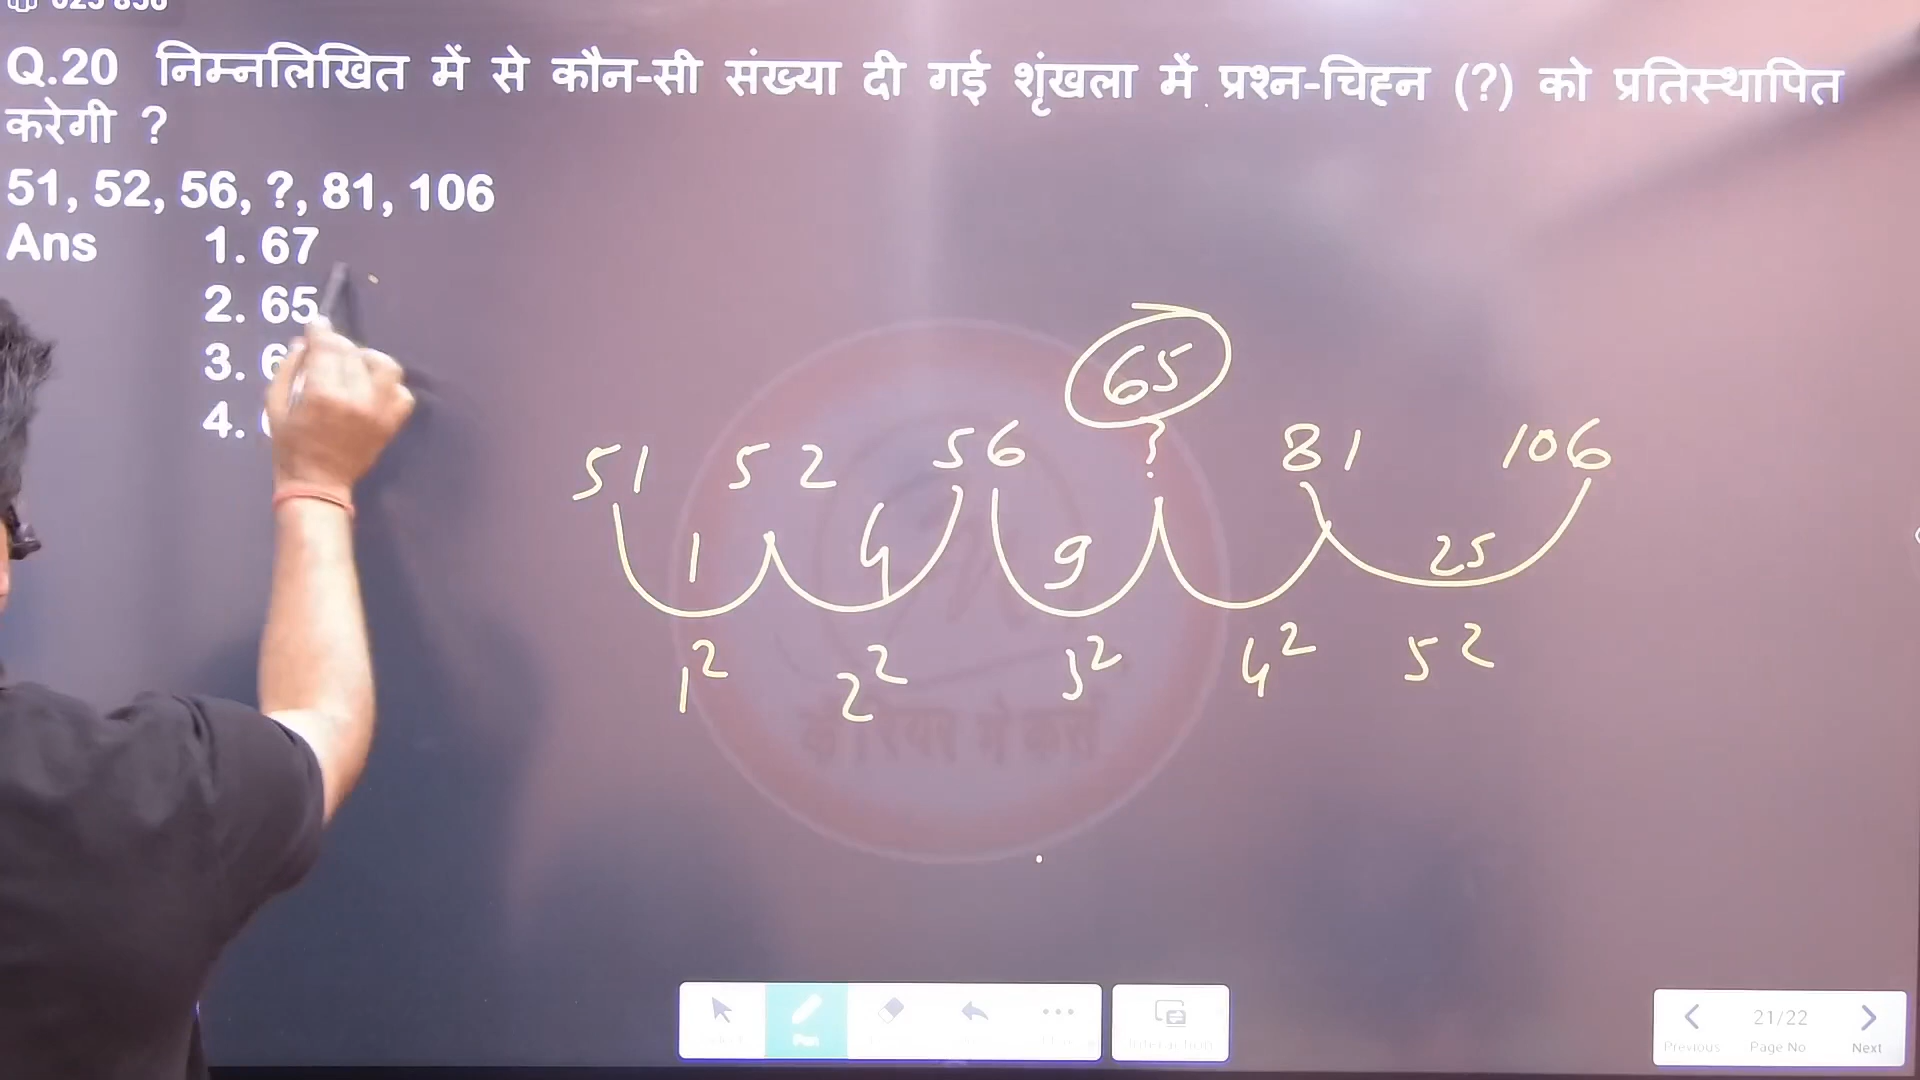 Q.20 निम्नलिखित में से कौन-सी संख्या दी गई शृंखला में प्रश्न-चिह्न (?) को प्रतिस्थापित
करेगी ?
51, 52, 56, ?, 81, 106
Ans 1. 67
2. 65
3.
4.
65
51 52 56 ? 81 106
1 4 9 25
1² 2² 3² 4² 5²
में
Pen
21/22
Previous Page No Next